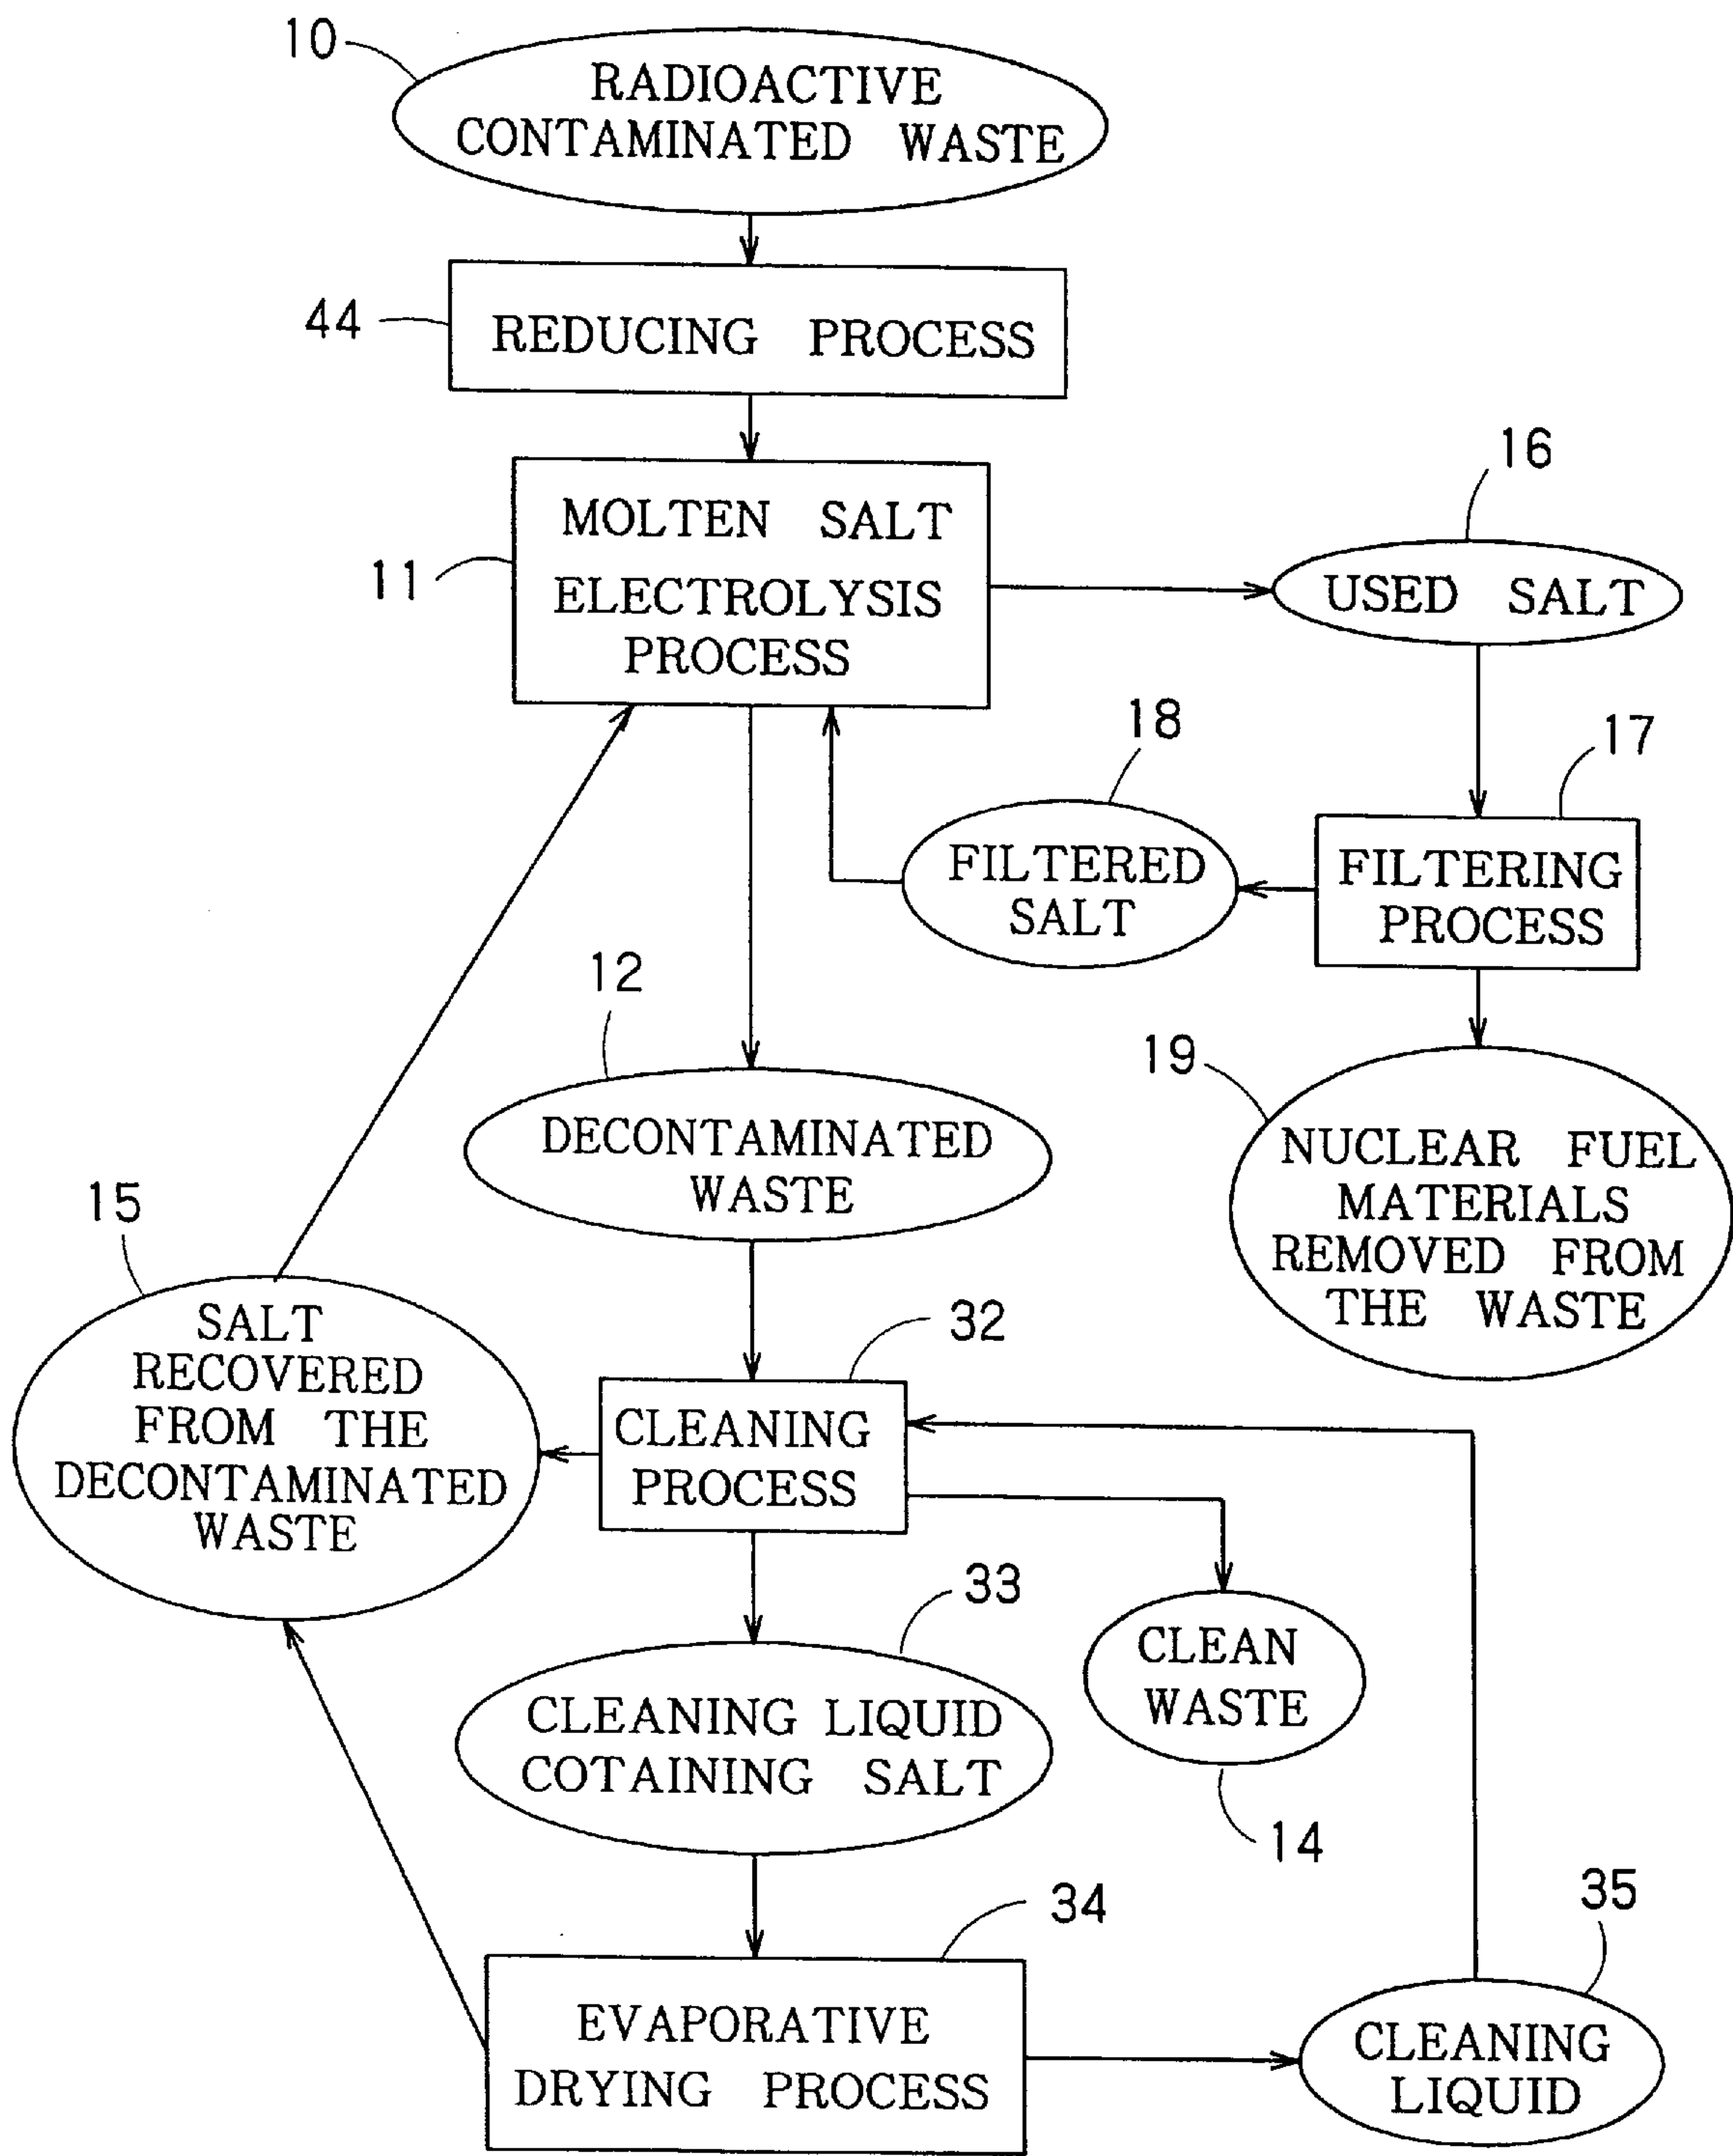 10
RADIOACTIVE
CONTAMINATED WASTE
44
REDUCING PROCESS
11
MOLTEN SALT
ELECTROLYSIS
PROCESS
16
USED SALT
18
FILTERED
SALT
17
FILTERING
PROCESS
12
DECONTAMINATED
WASTE
19
NUCLEAR FUEL
MATERIALS
REMOVED FROM
THE WASTE
15
SALT
RECOVERED
FROM THE
DECONTAMINATED
WASTE
32
CLEANING
PROCESS
33
CLEANING LIQUID
COTAINING SALT
CLEAN
WASTE
14
34
EVAPORATIVE
DRYING PROCESS
35
CLEANING
LIQUID